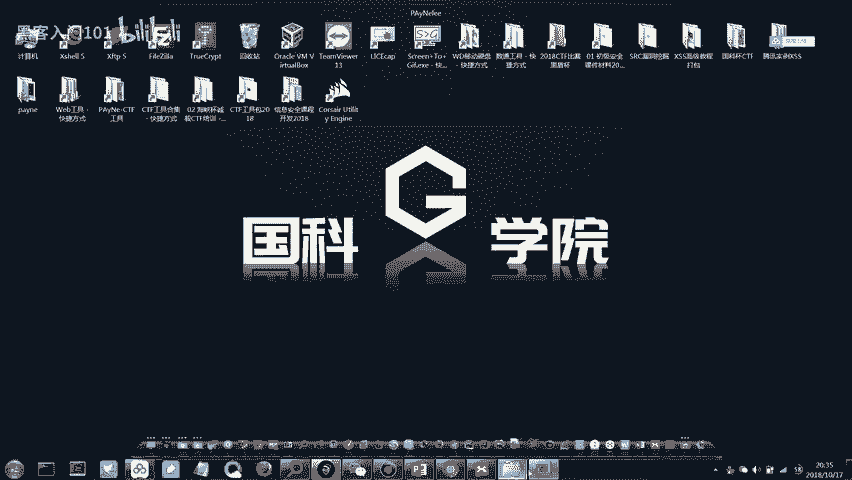 PAyNeFee
黑客入门101 bilibili
计算机
Xshell 5
Xftp 5
FileZilla
TrueCrypt
回收站
Oracle VM VirtualBox
TeamViewer 13
LICEcap
Screen+To+Gif.exe - 快...
WD移动硬盘 - 快捷方式
数通工具 - 快捷方式
2018CTF比赛 黑盾杯
01 初级安全课件材料20...
SRC漏洞挖掘
XSS高级教程打包
国科杯CTF
腾讯实例XSS
payne
Web工具 - 快捷方式
PAyNe-CTF工具
CTF工具合集 - 快捷方式
02 海峡杯减核CTF培训 -...
CTF工具包2018
信息安全课程开发2018
Corsair Utility Engine
国科 G 学院
20:35
2018/10/17